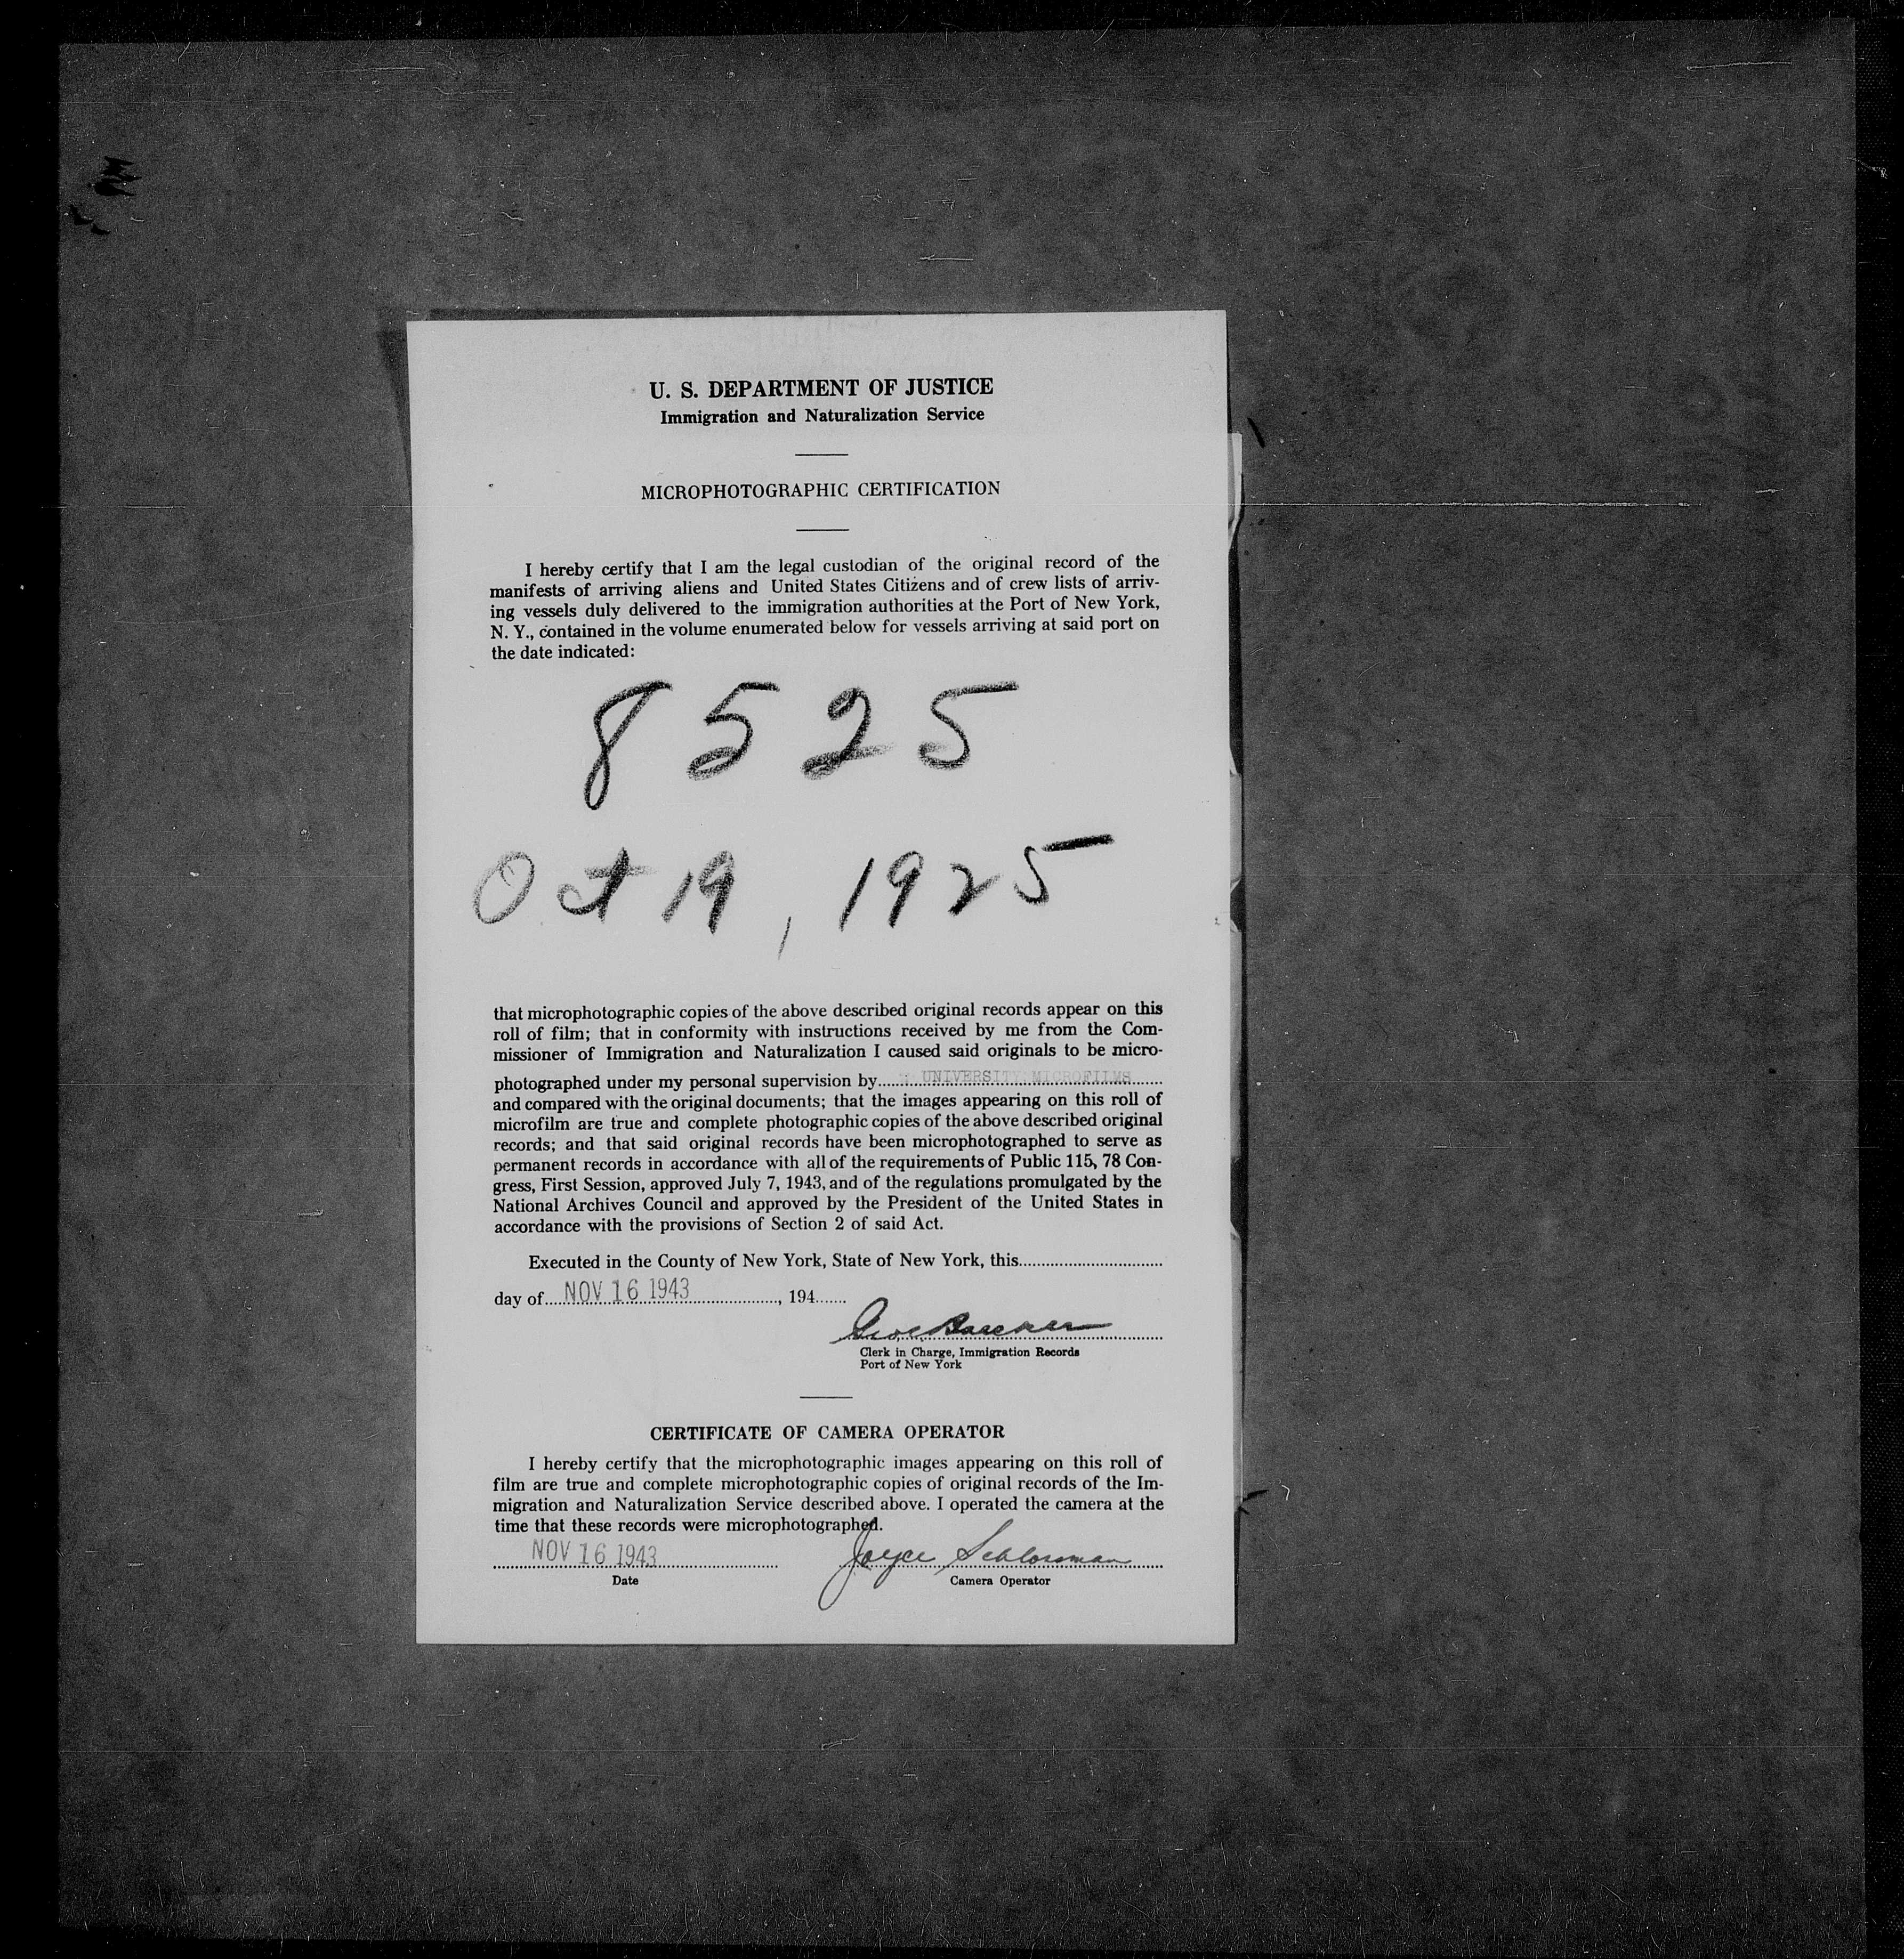 U. S. DEPARTMENT OF JUSTICE
Immigration and Naturalization Service
MICROPHOTOGRAPHIC CERTIFICATION
I hereby certify that I am the legal custodian of the original record of the
manifests of arriving aliens and United States Citizens and of crew lists of arriv-
ing vessels duly delivered to the immigration authorities at the Port of New York,
N. Y., contained in the volume enumerated below for vessels arriving at said port on
the date indicated:
8525
Oct 19, 1925
that microphotographic copies of the above described original records appear on this
roll of film; that in conformity with instructions received by me from the Com-
missioner of Immigration and Naturalization I caused said originals to be micro-
photographed under my personal supervision by UNIVERSITY MICROFILMS
and compared with the original documents; that the images appearing on this roll of
microfilm are true and complete photographic copies of the above described original
records; and that said original records have been microphotographed to serve as
permanent records in accordance with all of the requirements of Public 115, 78 Con-
gress, First Session, approved July 7, 1943, and of the regulations promulgated by the
National Archives Council and approved by the President of the United States in
accordance with the provisions of Section 2 of said Act.
Executed in the County of New York, State of New York, this
day of NOV 16 1943, 194
Clerk in Charge, Immigration Records
Port of New York
CERTIFICATE OF CAMERA OPERATOR
I hereby certify that the microphotographic images appearing on this roll of
film are true and complete microphotographic copies of original records of the Im-
migration and Naturalization Service described above. I operated the camera at the
time that these records were microphotographed.
NOV 16 1943 Joyce Schlossman
Date Camera Operator